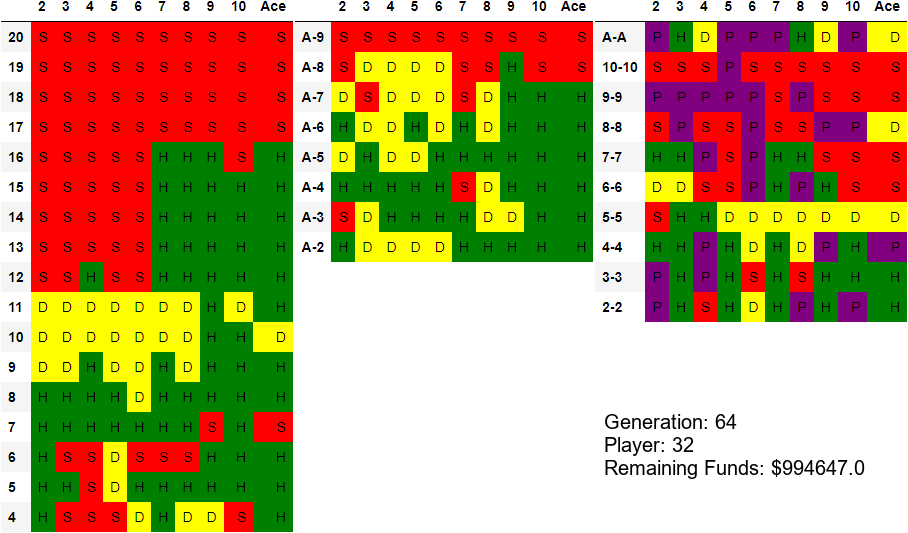 2 3 4 5 6 7 8 9 10 Ace
20 S S S S S S S S S S
19 S S S S S S S S S S
18 S S S S S S S S S S
17 S S S S S S S S S S
16 S S S S S H H H S H
15 S S S S S H H H H H
14 S S S S S H H H H H
13 S S S S S H H H H H
12 S S H S S H H H H H
11 D D D D D D D H D H
10 D D D D D D D H H D
9 D D H D D H D H H H
8 H H H H D H H H H H
7 H H H H H H H S H S
6 H S S D S S S H H H
5 H H S D H H H H H H
4 H S S S D H D D S H
2 3 4 5 6 7 8 9 10 Ace
A-9 S S S S S S S S S S
A-8 S D D D D S S H S S
A-7 D S D D D S D H H H
A-6 H D D H D H D H H H
A-5 D H D D H H H H H H
A-4 H H H H H S D H H H
A-3 S D H H H H D D H H
A-2 H D D D D H H H H H
2 3 4 5 6 7 8 9 10 Ace
A-A P H D P P P H D P D
10-10 S S S P S S S S S S
9-9 P P P P P S P S S S
8-8 S P S S P S S P P D
7-7 H H P S P H H S S S
6-6 D D S S P H P H S S
5-5 S H H D D D D D D D
4-4 H H P H D H D P H P
3-3 P H P H S H S H H H
2-2 P H S H D H P H P H
Generation: 64
Player: 32
Remaining Funds: $994647.0